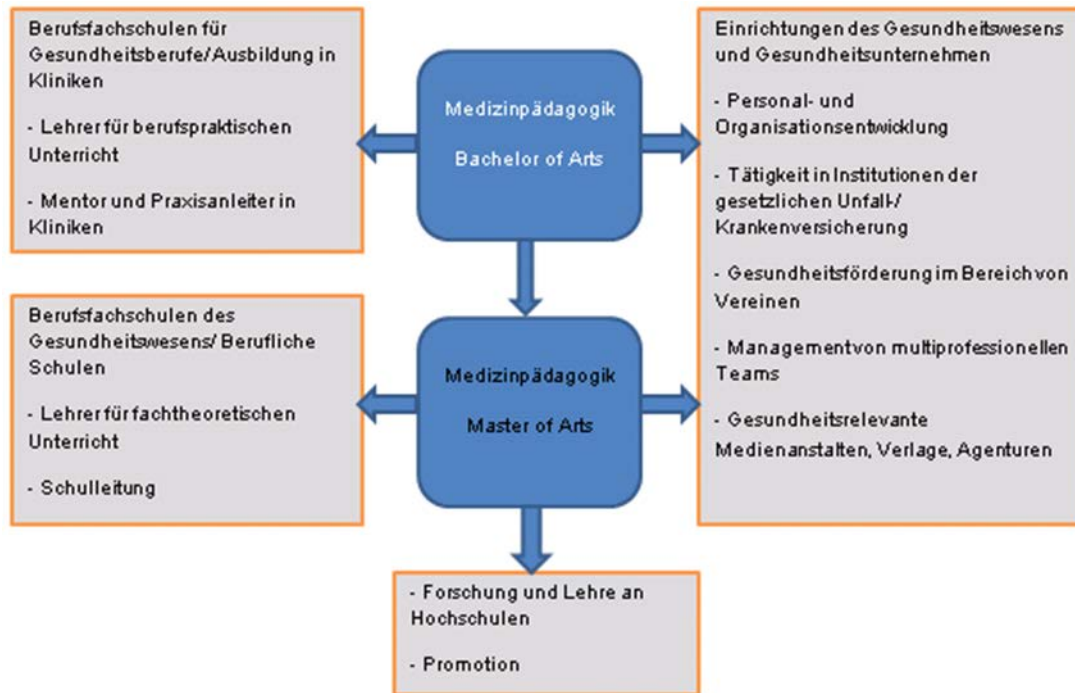 Berufsfachschulen für
Gesundheitsberufe/Ausbildung in
Kliniken
- Lehrer für berufspraktischen
Unterricht
- Mentor und Praxisanleiter in
Kliniken
Medizinpädagogik
Bachelor of Arts
Einrichtungen des Gesundheitswesens
und Gesundheitsunternehmen
- Personal- und
Organisationsentwicklung
- Tätigkeit in Institutionen der
gesetzlichen Unfall-/
Krankenversicherung
- Gesundheitsförderung im Bereich von
Vereinen
- Management von multiprofessionellen
Teams
- Gesundheitsrelevante
Medienanstalten, Verlage, Agenturen
Berufsfachschulen des
Gesundheitswesens/ Berufliche
Schulen
- Lehrer für fachtheoretischen
Unterricht
- Schulleitung
Medizinpädagogik
Master of Arts
- Forschung und Lehre an
Hochschulen
- Promotion